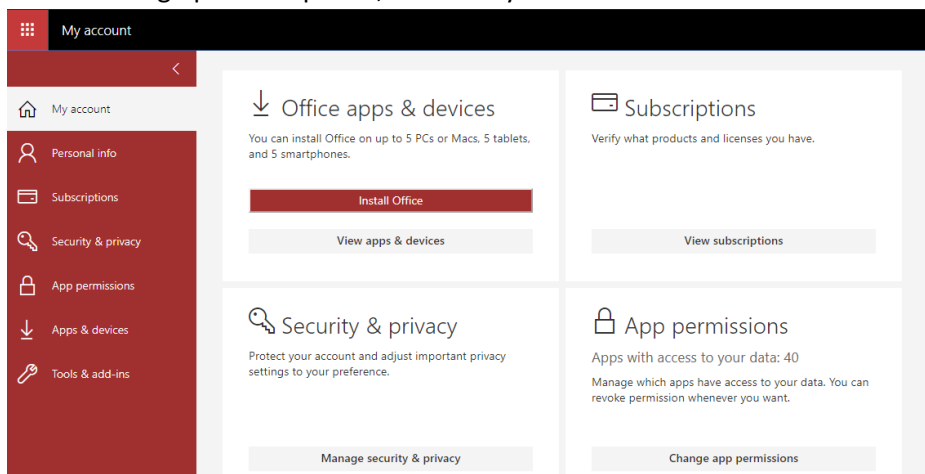 My account
My account
Personal info
Subscriptions
Security & privacy
App permissions
Apps & devices
Tools & add-ins
Office apps & devices
You can install Office on up to 5 PCs or Macs, 5 tablets,
and 5 smartphones.
Install Office
View apps & devices
Subscriptions
Verify what products and licenses you have.
View subscriptions
Security & privacy
Protect your account and adjust important privacy
settings to your preference.
Manage security & privacy
App permissions
Apps with access to your data: 40
Manage which apps have access to your data. You can
revoke permission whenever you want.
Change app permissions